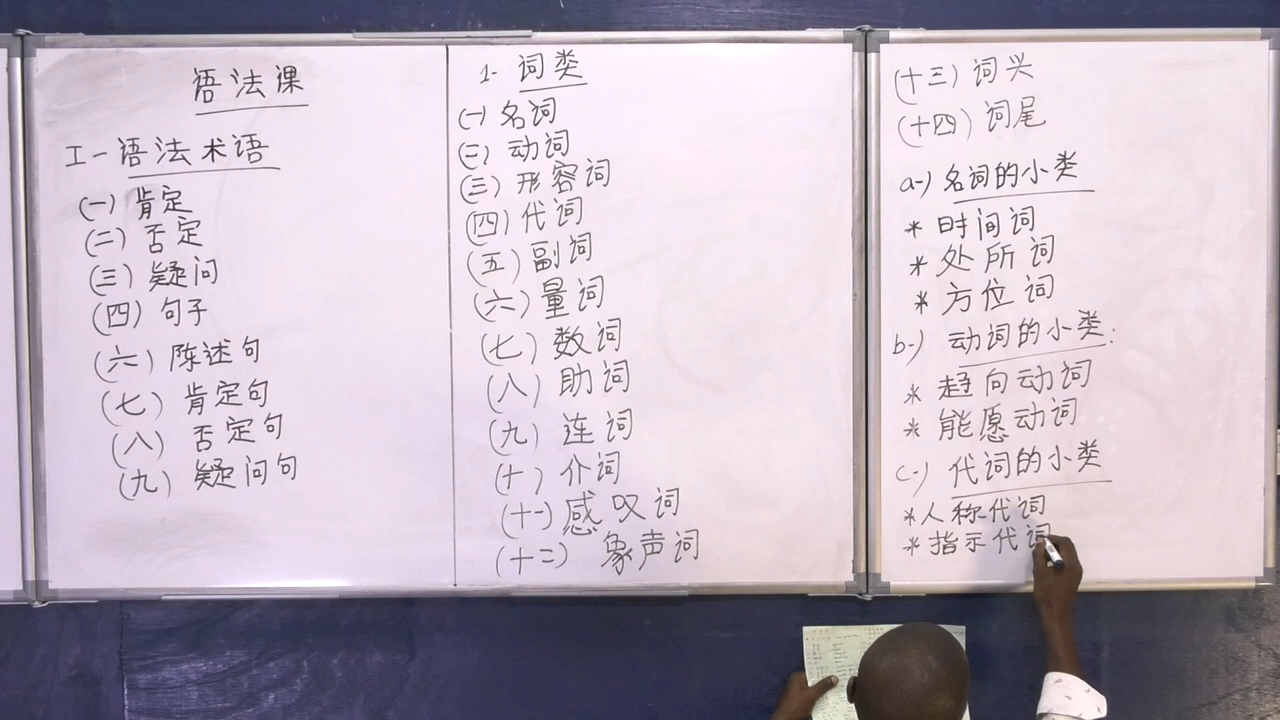 语法课
I-语法术语
(一) 肯定
(二) 否定
(三) 疑问
(四) 句子
(六) 陈述句
(七) 肯定句
(八) 否定句
(九) 疑问句
1- 词类
(一) 名词
(二) 动词
(三) 形容词
(四) 代词
(五) 副词
(六) 量词
(七) 数词
(八) 助词
(九) 连词
(十) 介词
(十一) 感叹词
(十二) 象声词
(十三) 词兴
(十四) 词尾
a-) 名词的小类
* 时间词
* 处所词
* 方位词
b-) 动词的小类:
* 趋向动词
* 能愿动词
c-) 代词的小类
*人称代词
* 指示代词